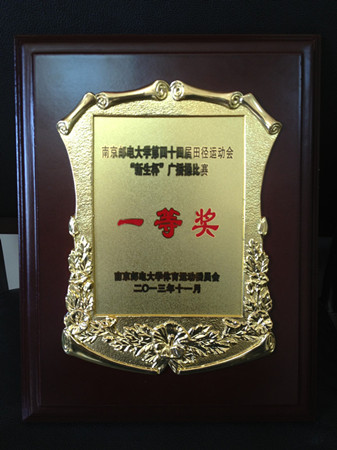 南京邮电大学第四十四届田径运动会
“新生杯”广播操比赛
一等奖
南京邮电大学体育运动委员会
二〇一三年十一月